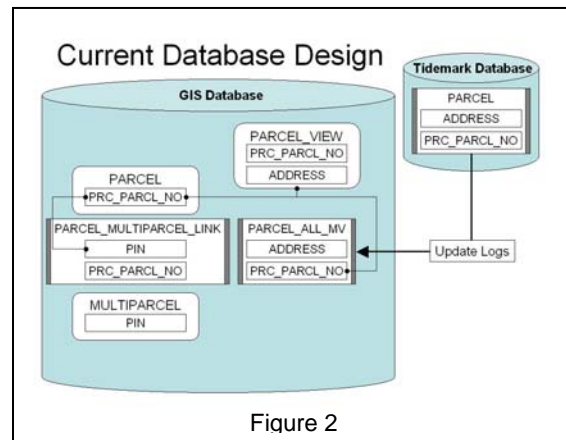 Current Database Design
GIS Database
PARCEL_VIEW
PRC_PARCL_NO
ADDRESS
PARCEL
PRC_PARCL_NO
PARCEL_MULTIPARCEL_LINK
PIN
PRC_PARCL_NO
PARCEL_ALL_MV
ADDRESS
PRC_PARCL_NO
MULTIPARCEL
PIN
Tidemark Database
PARCEL
ADDRESS
PRC_PARCL_NO
Update Logs
Figure 2